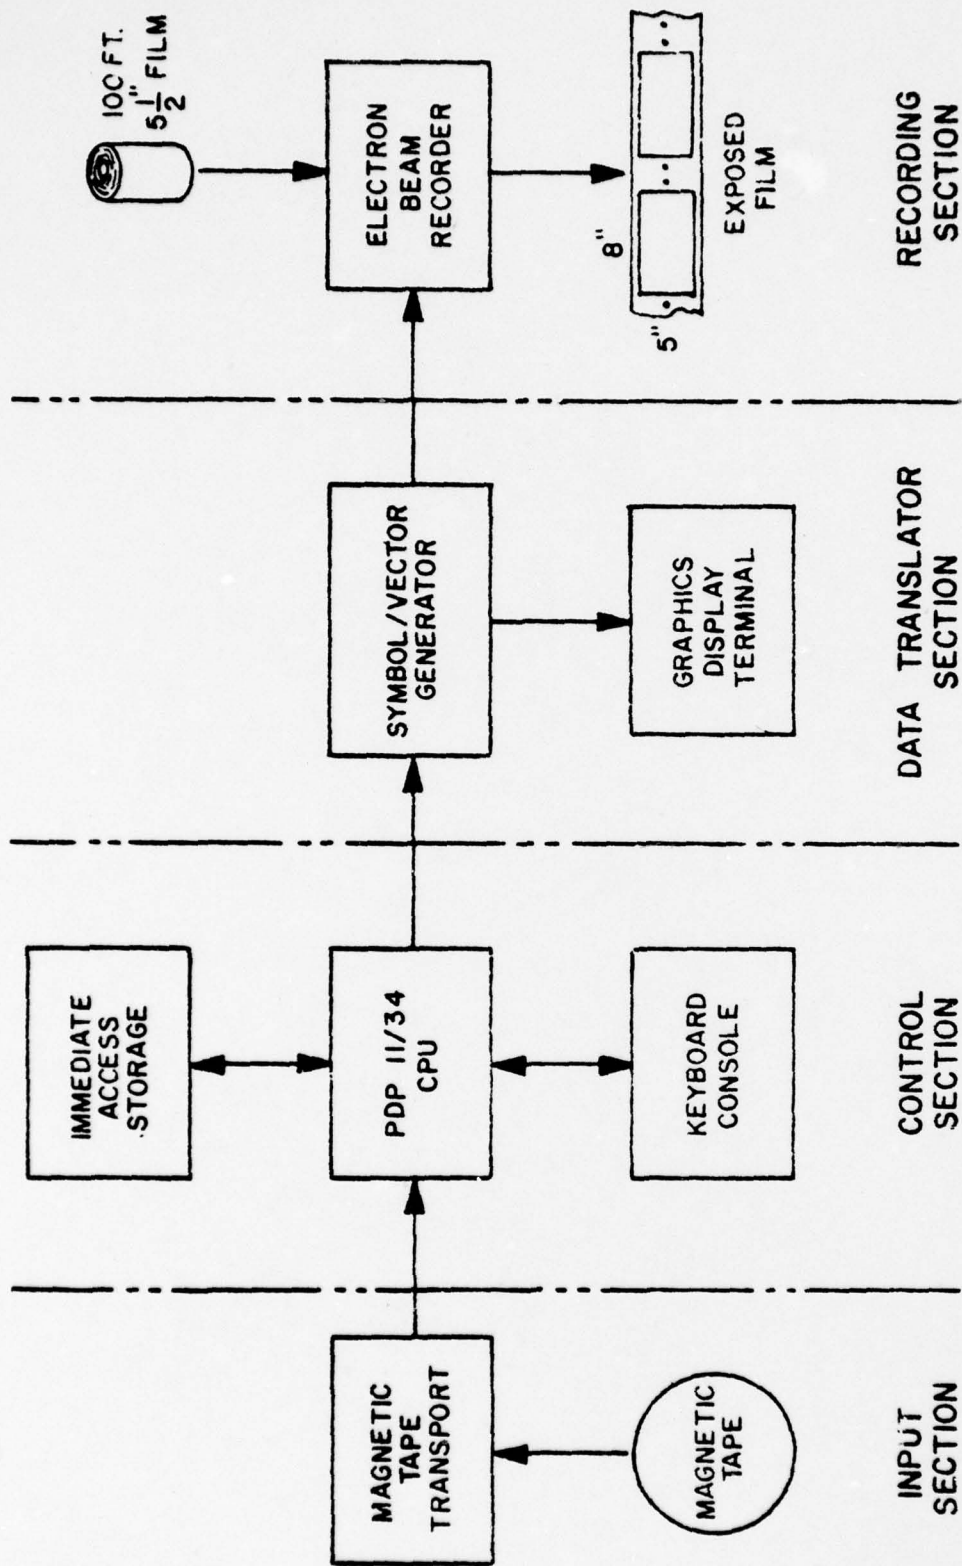 MAGNETIC
TAPE
TRANSPORT
MAGNETIC
TAPE
INPUT
SECTION
IMMEDIATE
ACCESS
STORAGE
PDP 11/34
CPU
KEYBOARD
CONSOLE
CONTROL
SECTION
SYMBOL/VECTOR
GENERATOR
GRAPHICS
DISPLAY
TERMINAL
DATA TRANSLATOR
SECTION
100 FT.
5 1/2" FILM
ELECTRON
BEAM
RECORDER
8"
5"
EXPOSED
FILM
RECORDING
SECTION